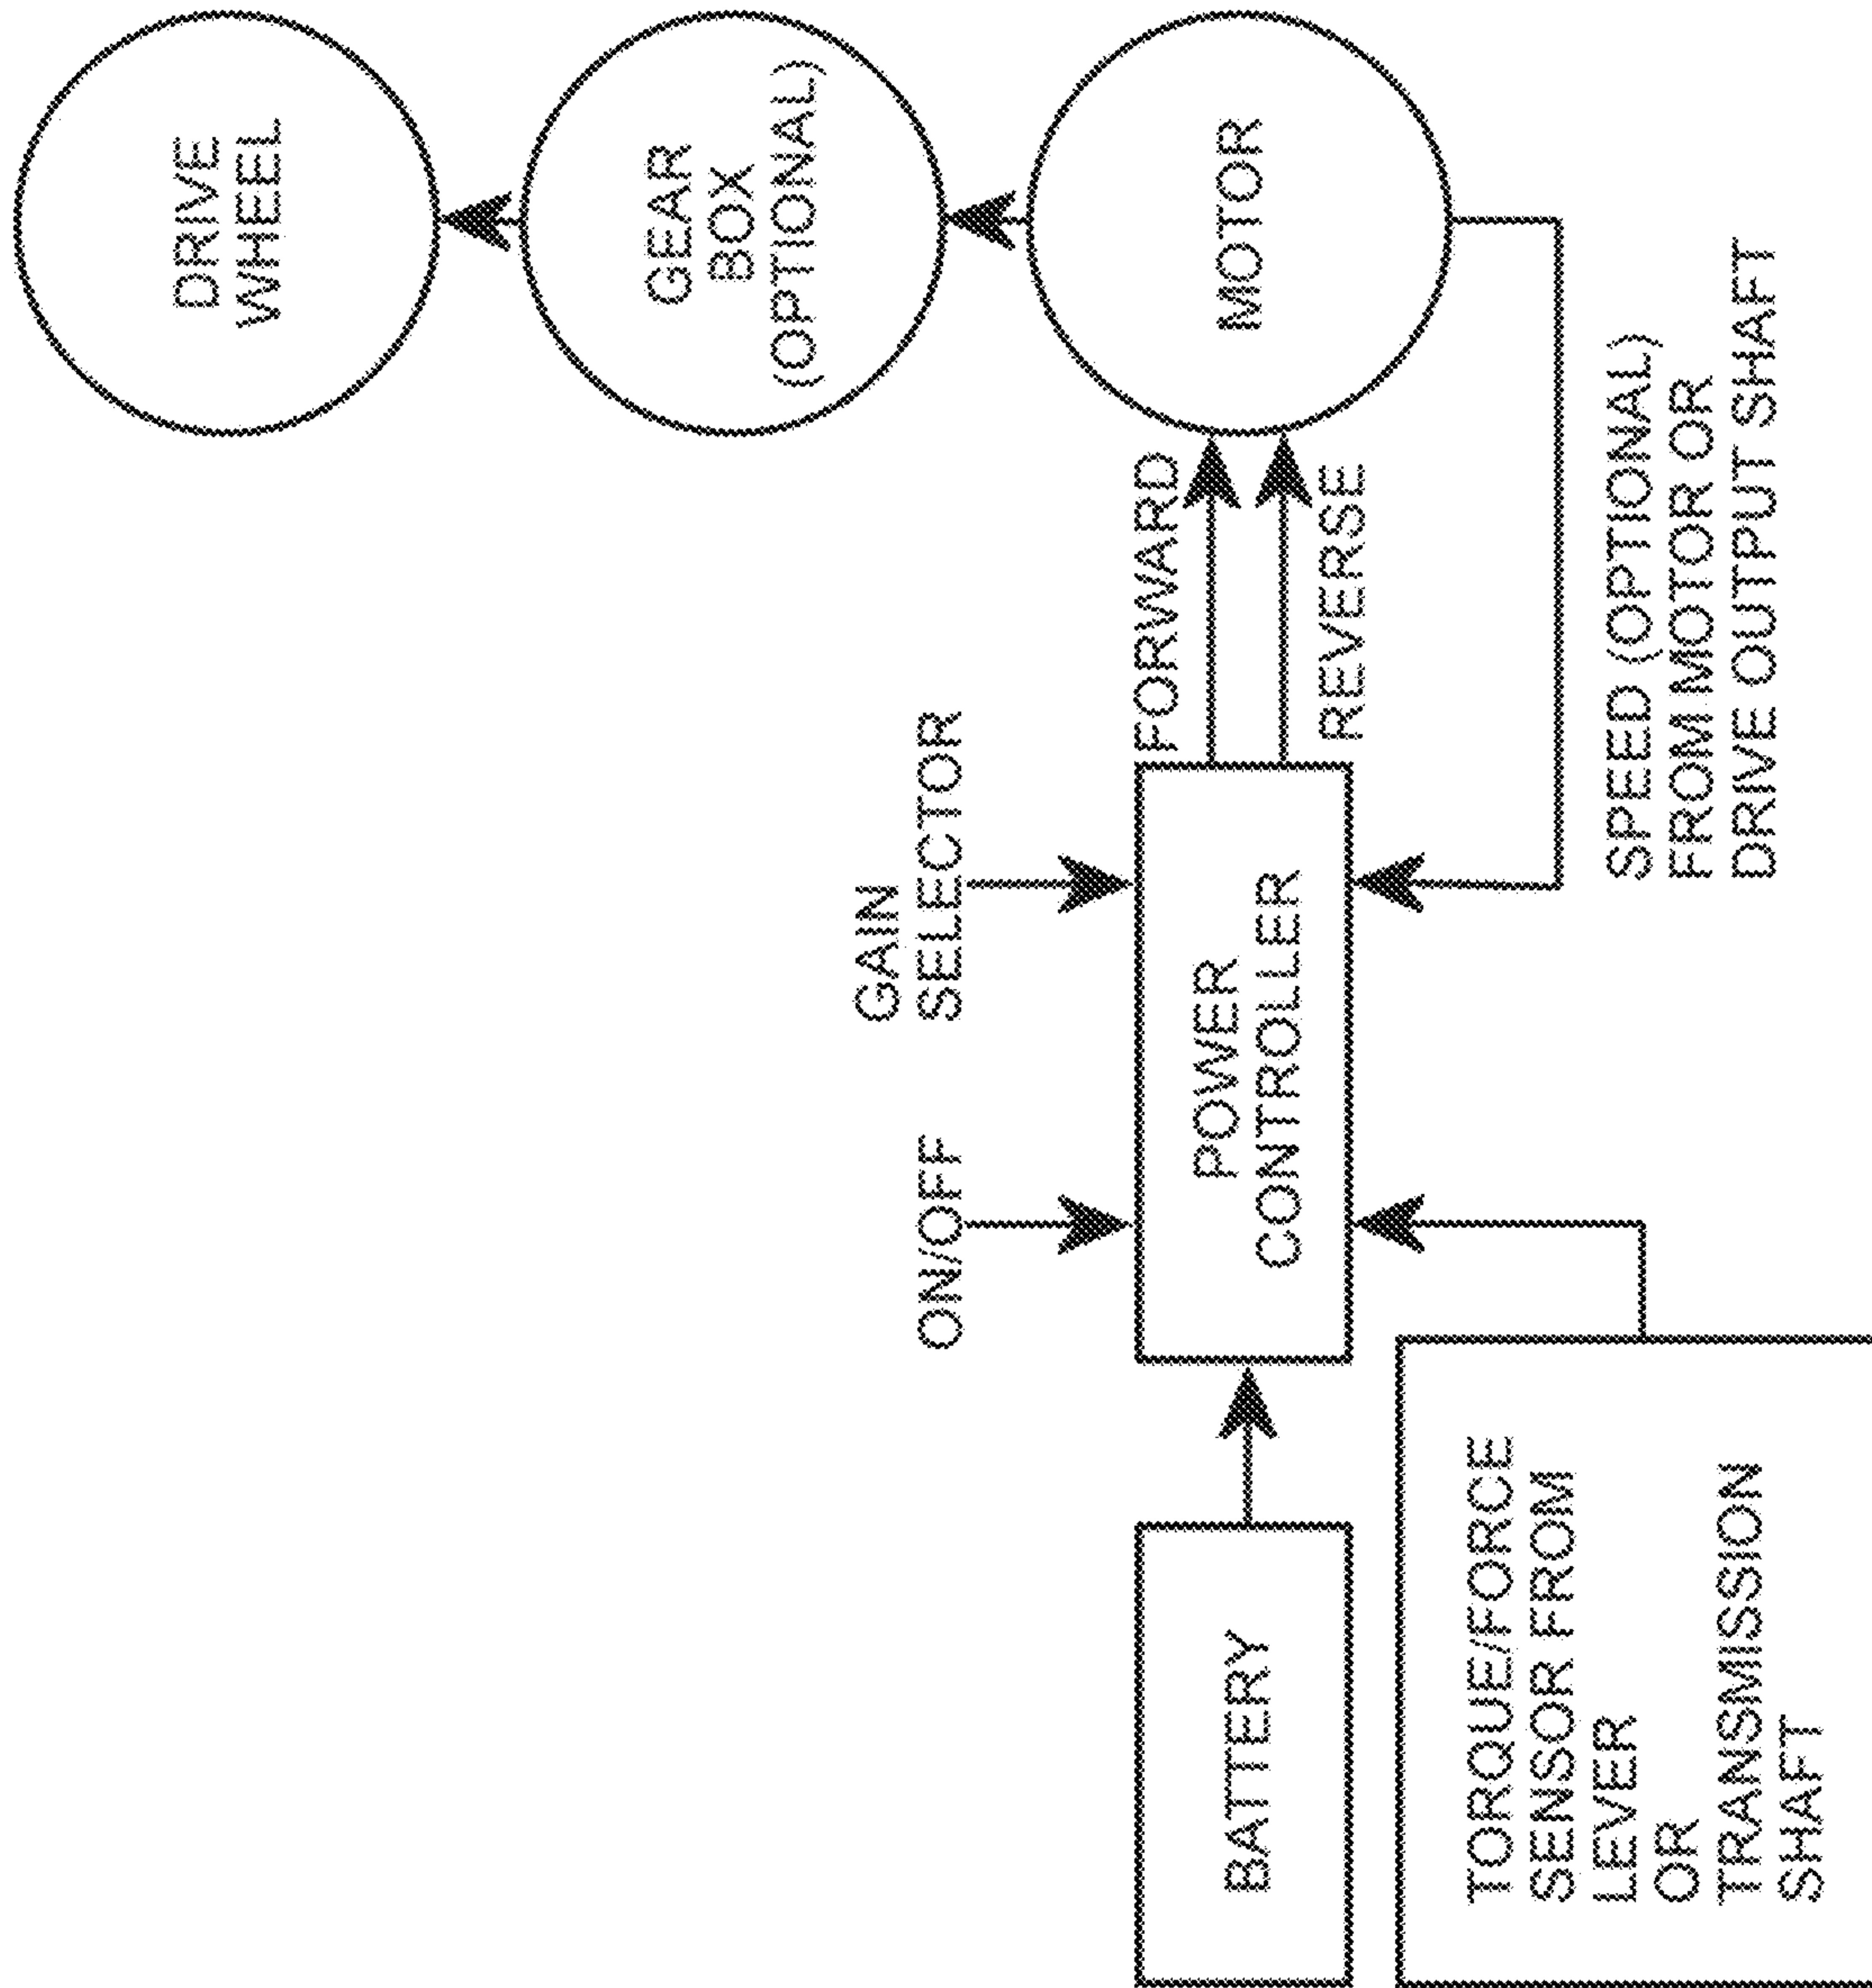 DRIVE
WHEEL
GEAR
BOX
(OPTIONAL)
MOTOR
FORWARD
REVERSE
GAIN
SELECTOR
ON/OFF
POWER
CONTROLLER
SPEED (OPTIONAL)
FROM MOTOR OR
DRIVE OUTPUT SHAFT
BATTERY
TORQUE/FORCE
SENSOR FROM
LEVER
OR
TRANSMISSION
SHAFT